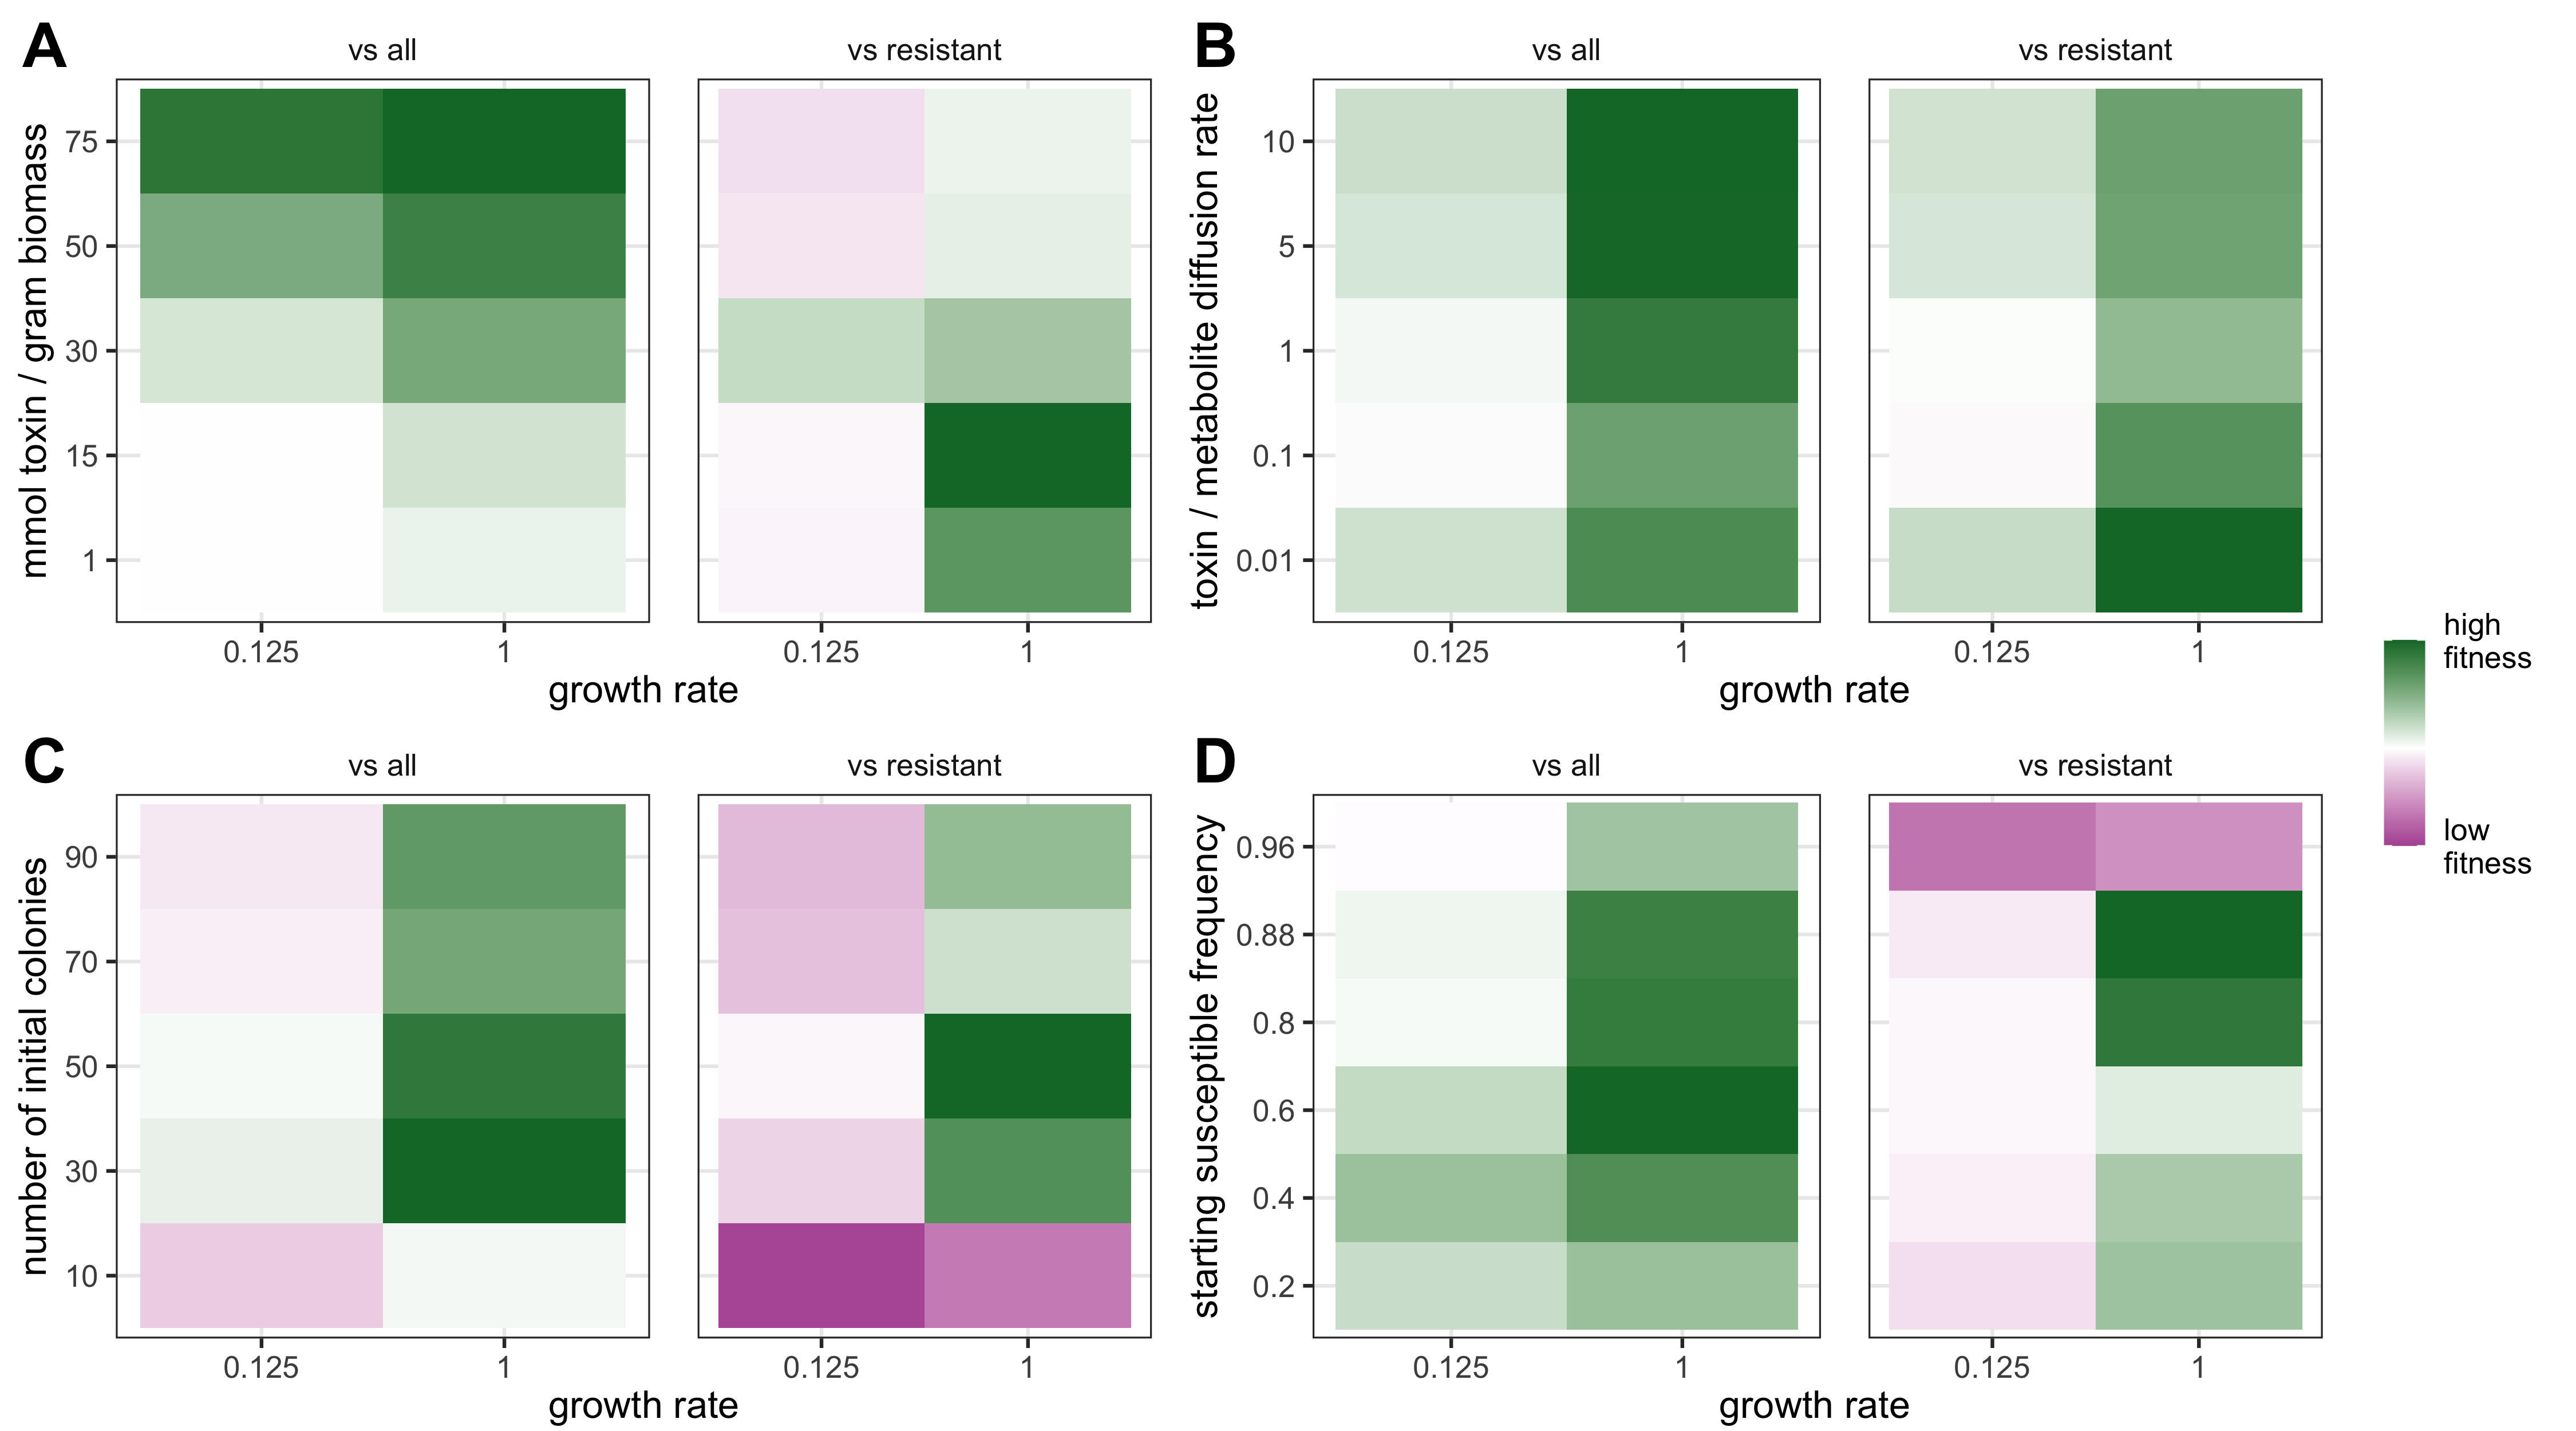 A
vs all
vs resistant
mmol toxin / gram biomass
75
50
30
15
1
0.125
1
0.125
1
growth rate
B
vs all
vs resistant
toxin / metabolite diffusion rate
10
5
1
0.1
0.01
0.125
1
0.125
1
growth rate
high
fitness
low
fitness
C
vs all
vs resistant
number of initial colonies
90
70
50
30
10
0.125
1
0.125
1
growth rate
D
vs all
vs resistant
starting susceptible frequency
0.96
0.88
0.8
0.6
0.4
0.2
0.125
1
0.125
1
growth rate